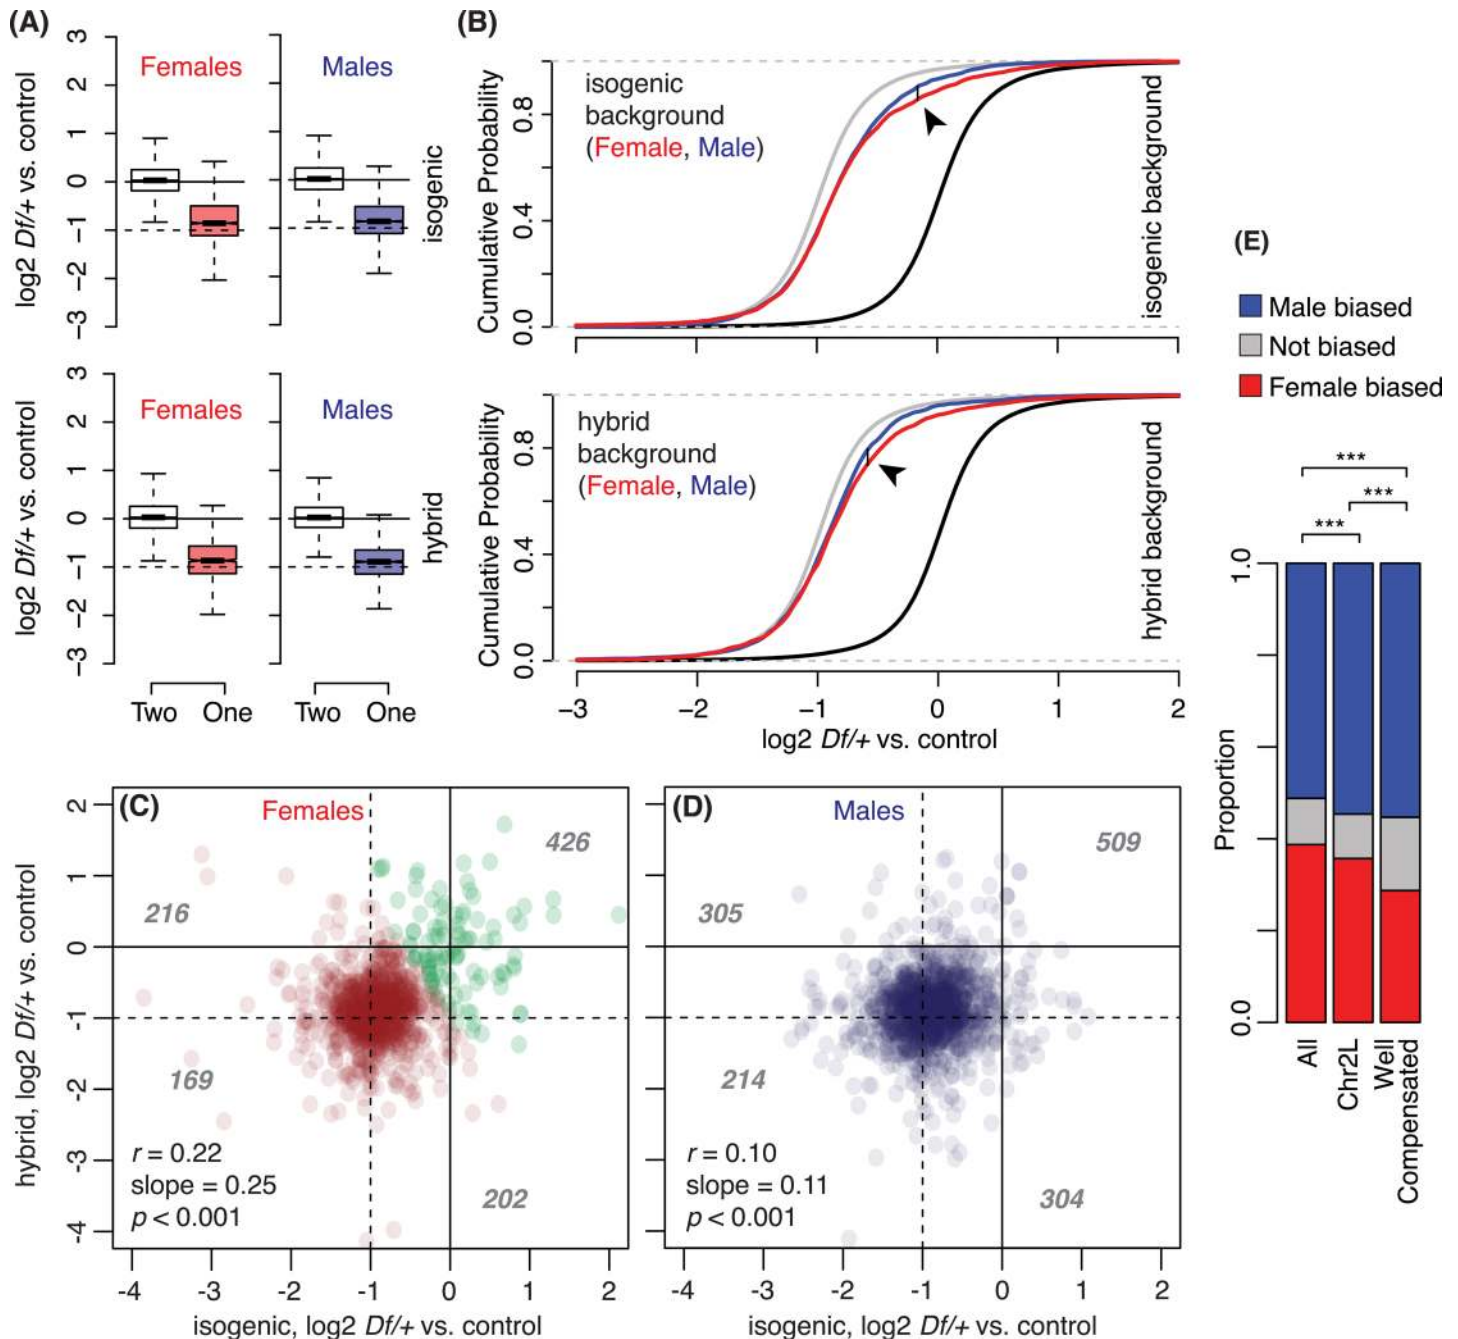 (A)
log2 Df/+ vs. control
3
2
1
0
−1
−2
−3
Females
Males
isogenic
log2 Df/+ vs. control
3
2
1
0
−1
−2
−3
Females
Males
hybrid
Two One
Two One
(B)
Cumulative Probability
0.8
0.4
0.0
isogenic
background
(Female, Male)
isogenic background
Cumulative Probability
0.8
0.4
0.0
hybrid
background
(Female, Male)
hybrid background
−3 −2 −1 0 1 2
log2 Df/+ vs. control
(C)
Females
hybrid, log2 Df/+ vs. control
2
1
0
-1
-2
-3
-4
426
216
169
202
r = 0.22
slope = 0.25
p < 0.001
-4 -3 -2 -1 0 1 2
isogenic, log2 Df/+ vs. control
(D)
Males
509
305
214
304
r = 0.10
slope = 0.11
p < 0.001
-4 -3 -2 -1 0 1 2
isogenic, log2 Df/+ vs. control
(E)
Male biased
Not biased
Female biased
***
***
***
Proportion
1.0
0.0
All
Chr2L
Well
Compensated